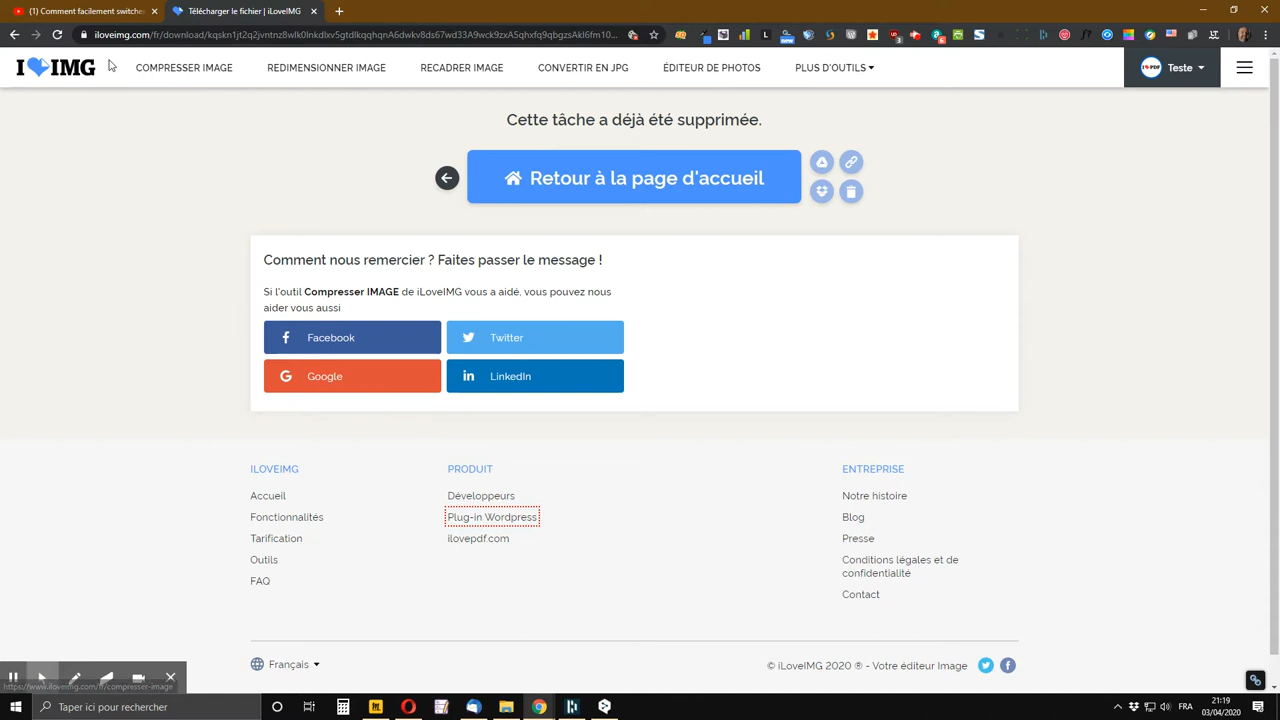 (1) Comment facilement switche
Télécharger le fichier | iLoveIMG
iloveimg.com/fr/download/
I IMG
COMPRESSER IMAGE
REDIMENSIONNER IMAGE
RECADRER IMAGE
CONVERTIR EN JPG
ÉDITEUR DE PHOTOS
PLUS D'OUTILS
Teste
Cette tâche a déjà été supprimée.
Retour à la page d'accueil
Comment nous remercier ? Faites passer le message !
Si l'outil Compresser IMAGE de iLoveIMG vous a aidé, vous pouvez nous
aider vous aussi
Facebook
Twitter
Google
LinkedIn
ILOVEIMG
Accueil
Fonctionnalités
Tarification
Outils
FAQ
PRODUIT
Développeurs
Plug-in Wordpress
ilovepdf.com
ENTREPRISE
Notre histoire
Blog
Presse
Conditions légales et de
confidentialité
Contact
Français
© iLoveIMG 2020 ® - Votre éditeur Image
https://www.iloveimg.com/fr/compresser-image
Taper ici pour rechercher
FRA
21:19
03/04/2020